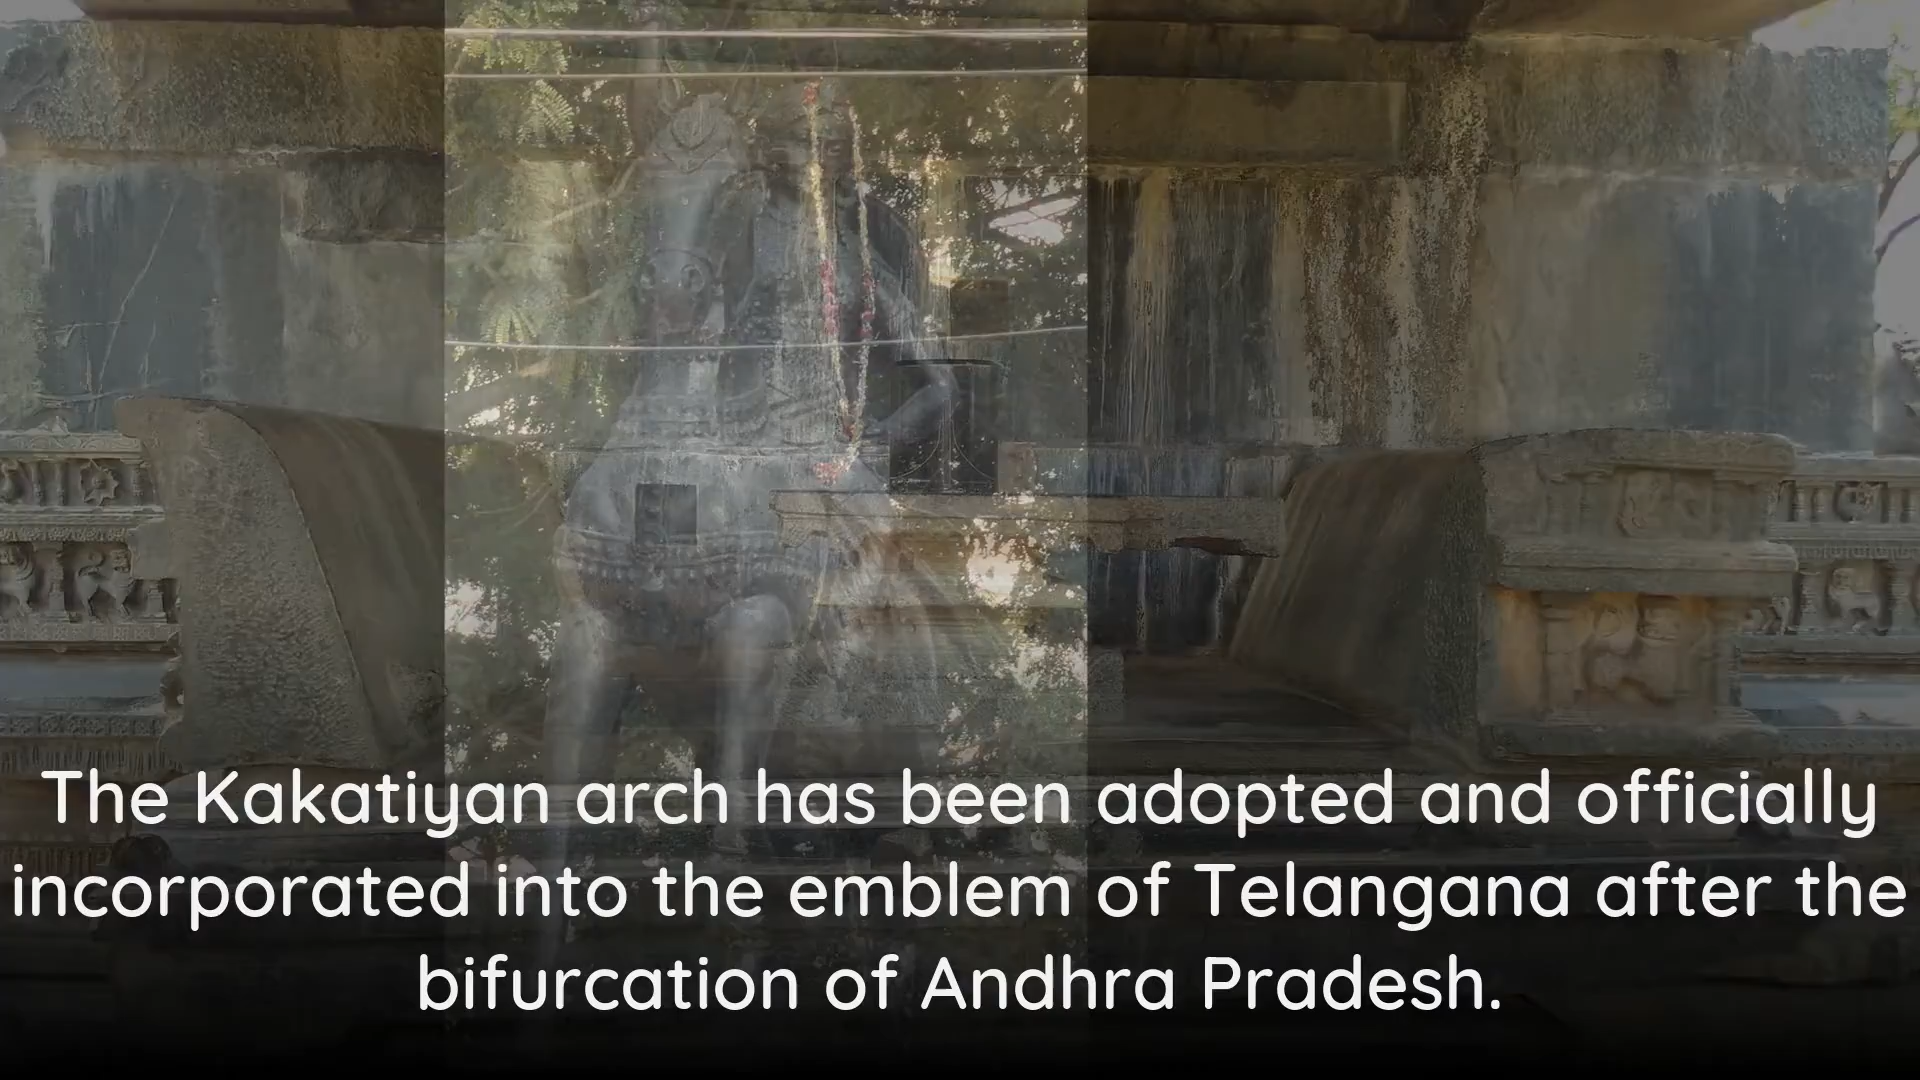 The Kakatiyan arch has been adopted and officially
incorporated into the emblem of Telangana after the
bifurcation of Andhra Pradesh.